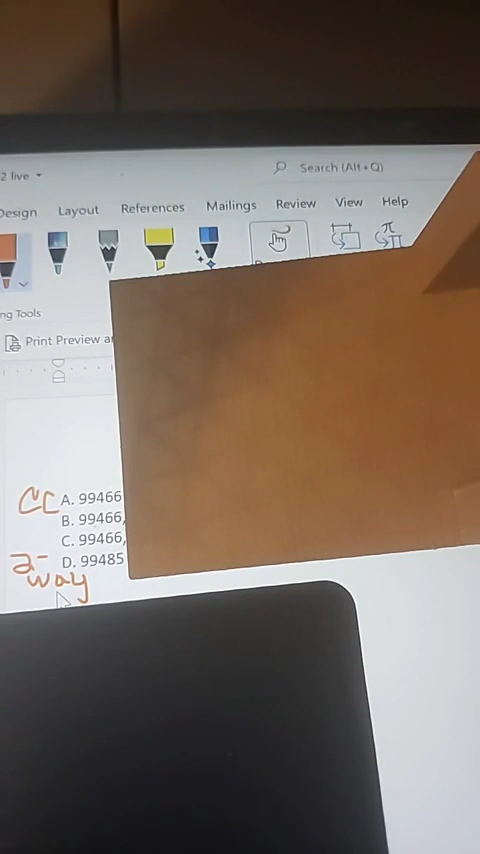 2 live
Search (Alt+Q)
Design Layout References Mailings Review View Help
ng Tools
Print Preview a
CC A. 99466
B. 99466,
C. 99466,
2- D. 99485
way